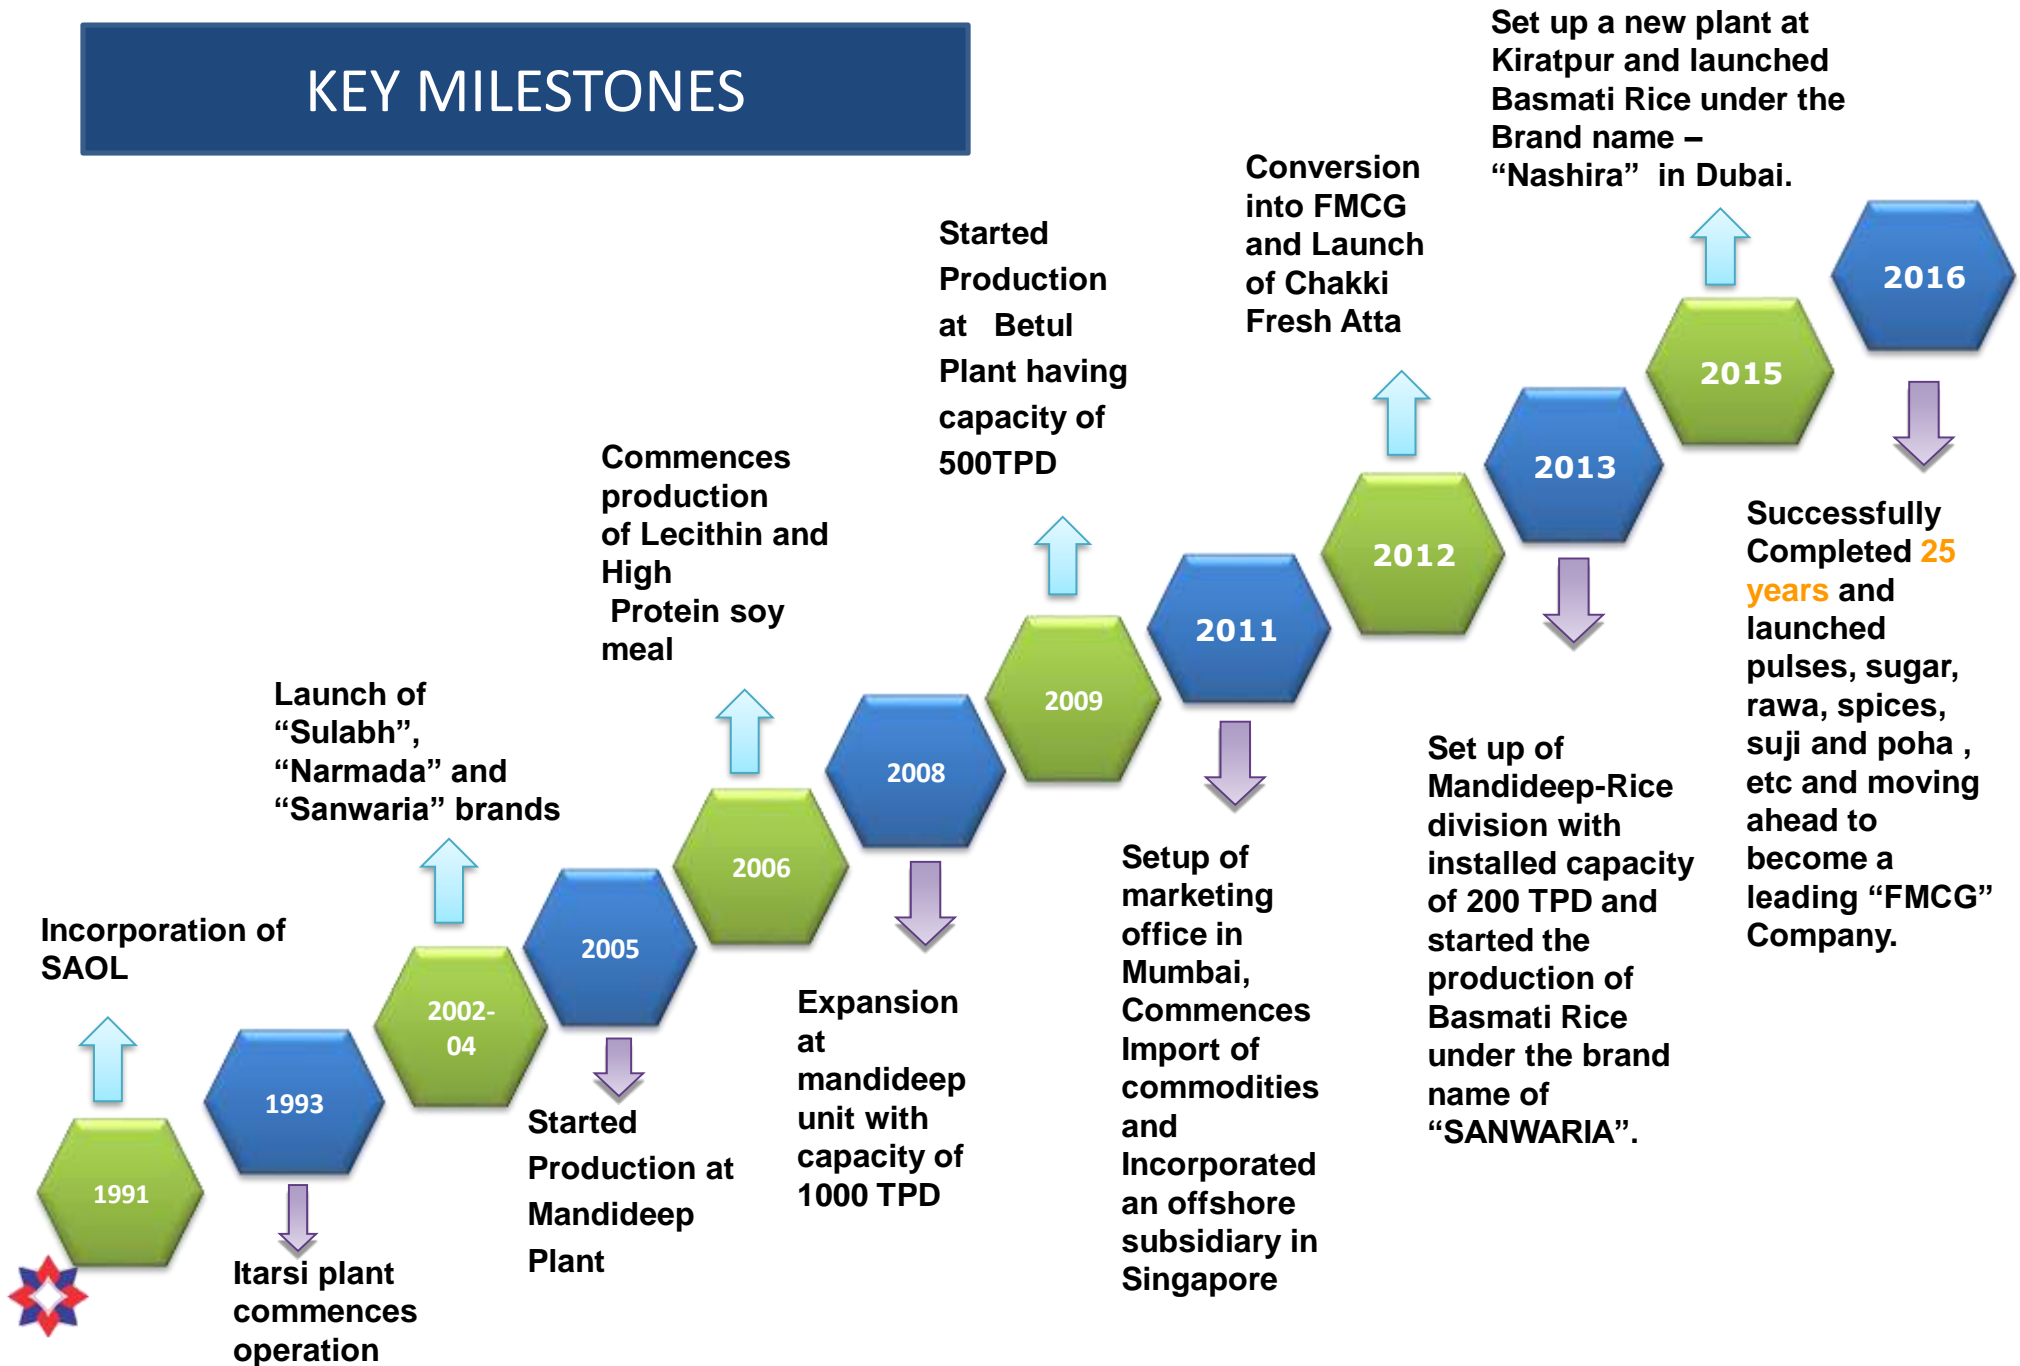 KEY MILESTONES
1991
Incorporation of
SAOL
1993
Itarsi plant
commences
operation
2002-
04
Launch of
“Sulabh”,
“Narmada” and
“Sanwaria” brands
2005
Started
Production at
Mandideep
Plant
2006
Commences
production
of Lecithin and
High
Protein soy
meal
2008
Expansion
at
mandideep
unit with
capacity of
1000 TPD
2009
Started
Production
at Betul
Plant having
capacity of
500TPD
2011
Setup of
marketing
office in
Mumbai,
Commences
Import of
commodities
and
Incorporated
an offshore
subsidiary in
Singapore
2012
Conversion
into FMCG
and Launch
of Chakki
Fresh Atta
2013
Set up of
Mandideep-Rice
division with
installed capacity
of 200 TPD and
started the
production of
Basmati Rice
under the brand
name of
“SANWARIA”.
2015
Set up a new plant at
Kiratpur and launched
Basmati Rice under the
Brand name –
“Nashira” in Dubai.
2016
Successfully
Completed 25
years and
launched
pulses, sugar,
rawa, spices,
suji and poha ,
etc and moving
ahead to
become a
leading “FMCG”
Company.